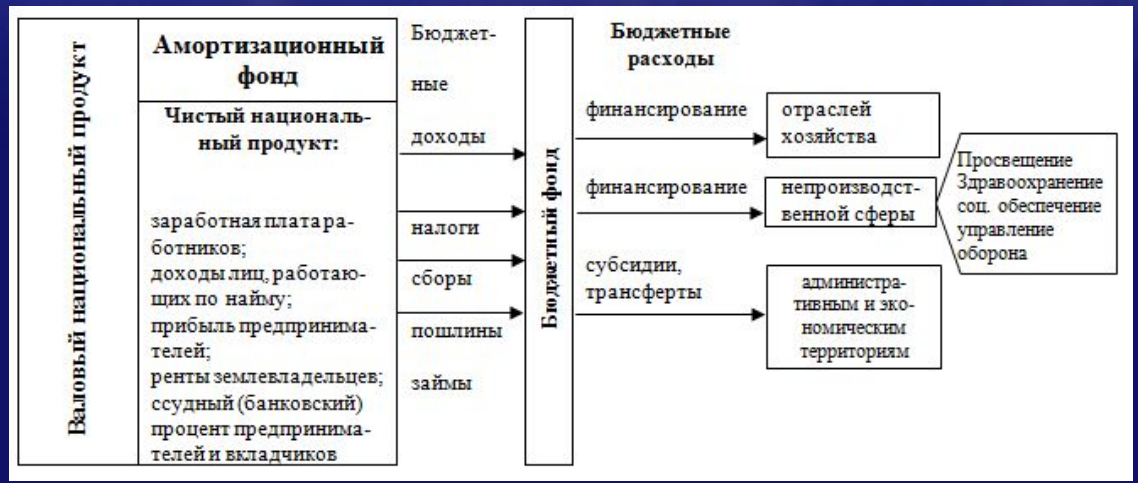 Валовый национальный продукт
Амортизационный
фонд
Чистый националь-
ный продукт:
заработная плата ра-
ботников;
доходы лиц, работаю-
щих по найму;
прибыль предпринима-
телей;
ренты землевладельцев;
ссудный (банковский)
процент предпринима-
телей и вкладчиков
Бюджет-
ные
доходы
налоги
сборы
пошлины
займы
Бюджетный фонд
Бюджетные
расходы
финансирование
отраслей
хозяйства
финансирование
непроизводст-
венной сферы
Просвещение
Здравоохранение
соц. обеспечение
управление
оборона
субсидии,
трансферты
администра-
тивным и эко-
номическим
территориям